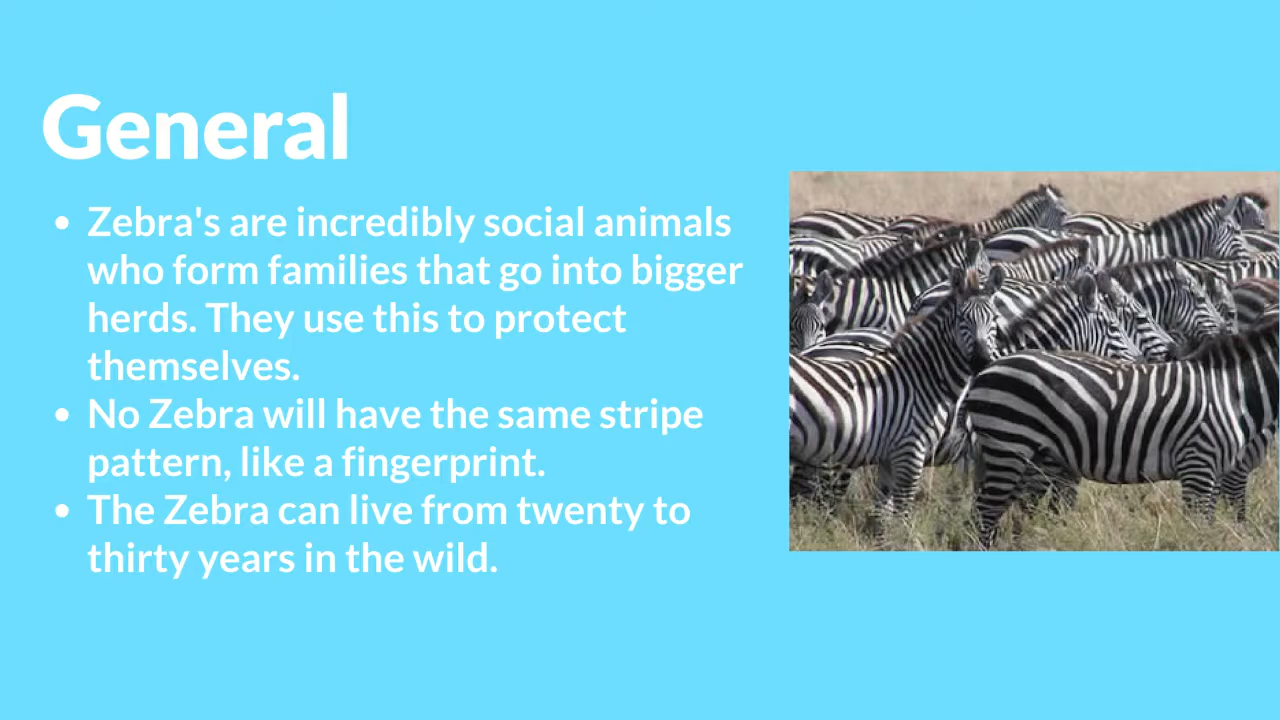 General
• Zebra's are incredibly social animals
who form families that go into bigger
herds. They use this to protect
themselves.
• No Zebra will have the same stripe
pattern, like a fingerprint.
• The Zebra can live from twenty to
thirty years in the wild.